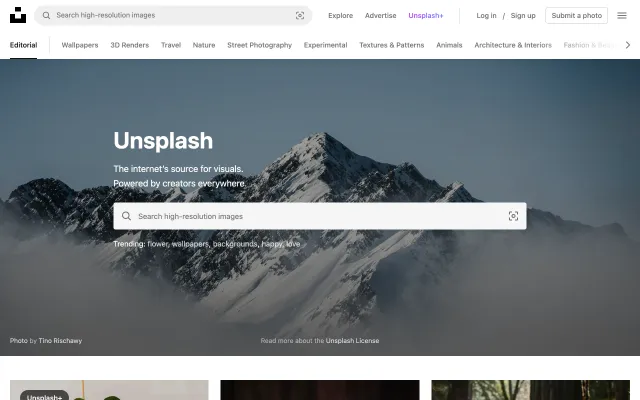 Search high-resolution images
Explore
Advertise
Unsplash+
Log in / Sign up
Submit a photo
Editorial
Wallpapers
3D Renders
Travel
Nature
Street Photography
Experimental
Textures & Patterns
Animals
Architecture & Interiors
Fashion &
Unsplash
The internet's source for visuals.
Powered by creators everywhere.
Search high-resolution images
Trending: flower, wallpapers, backgrounds, happy, love
Photo by Tino Rischawy
Read more about the Unsplash License
Unsplash+